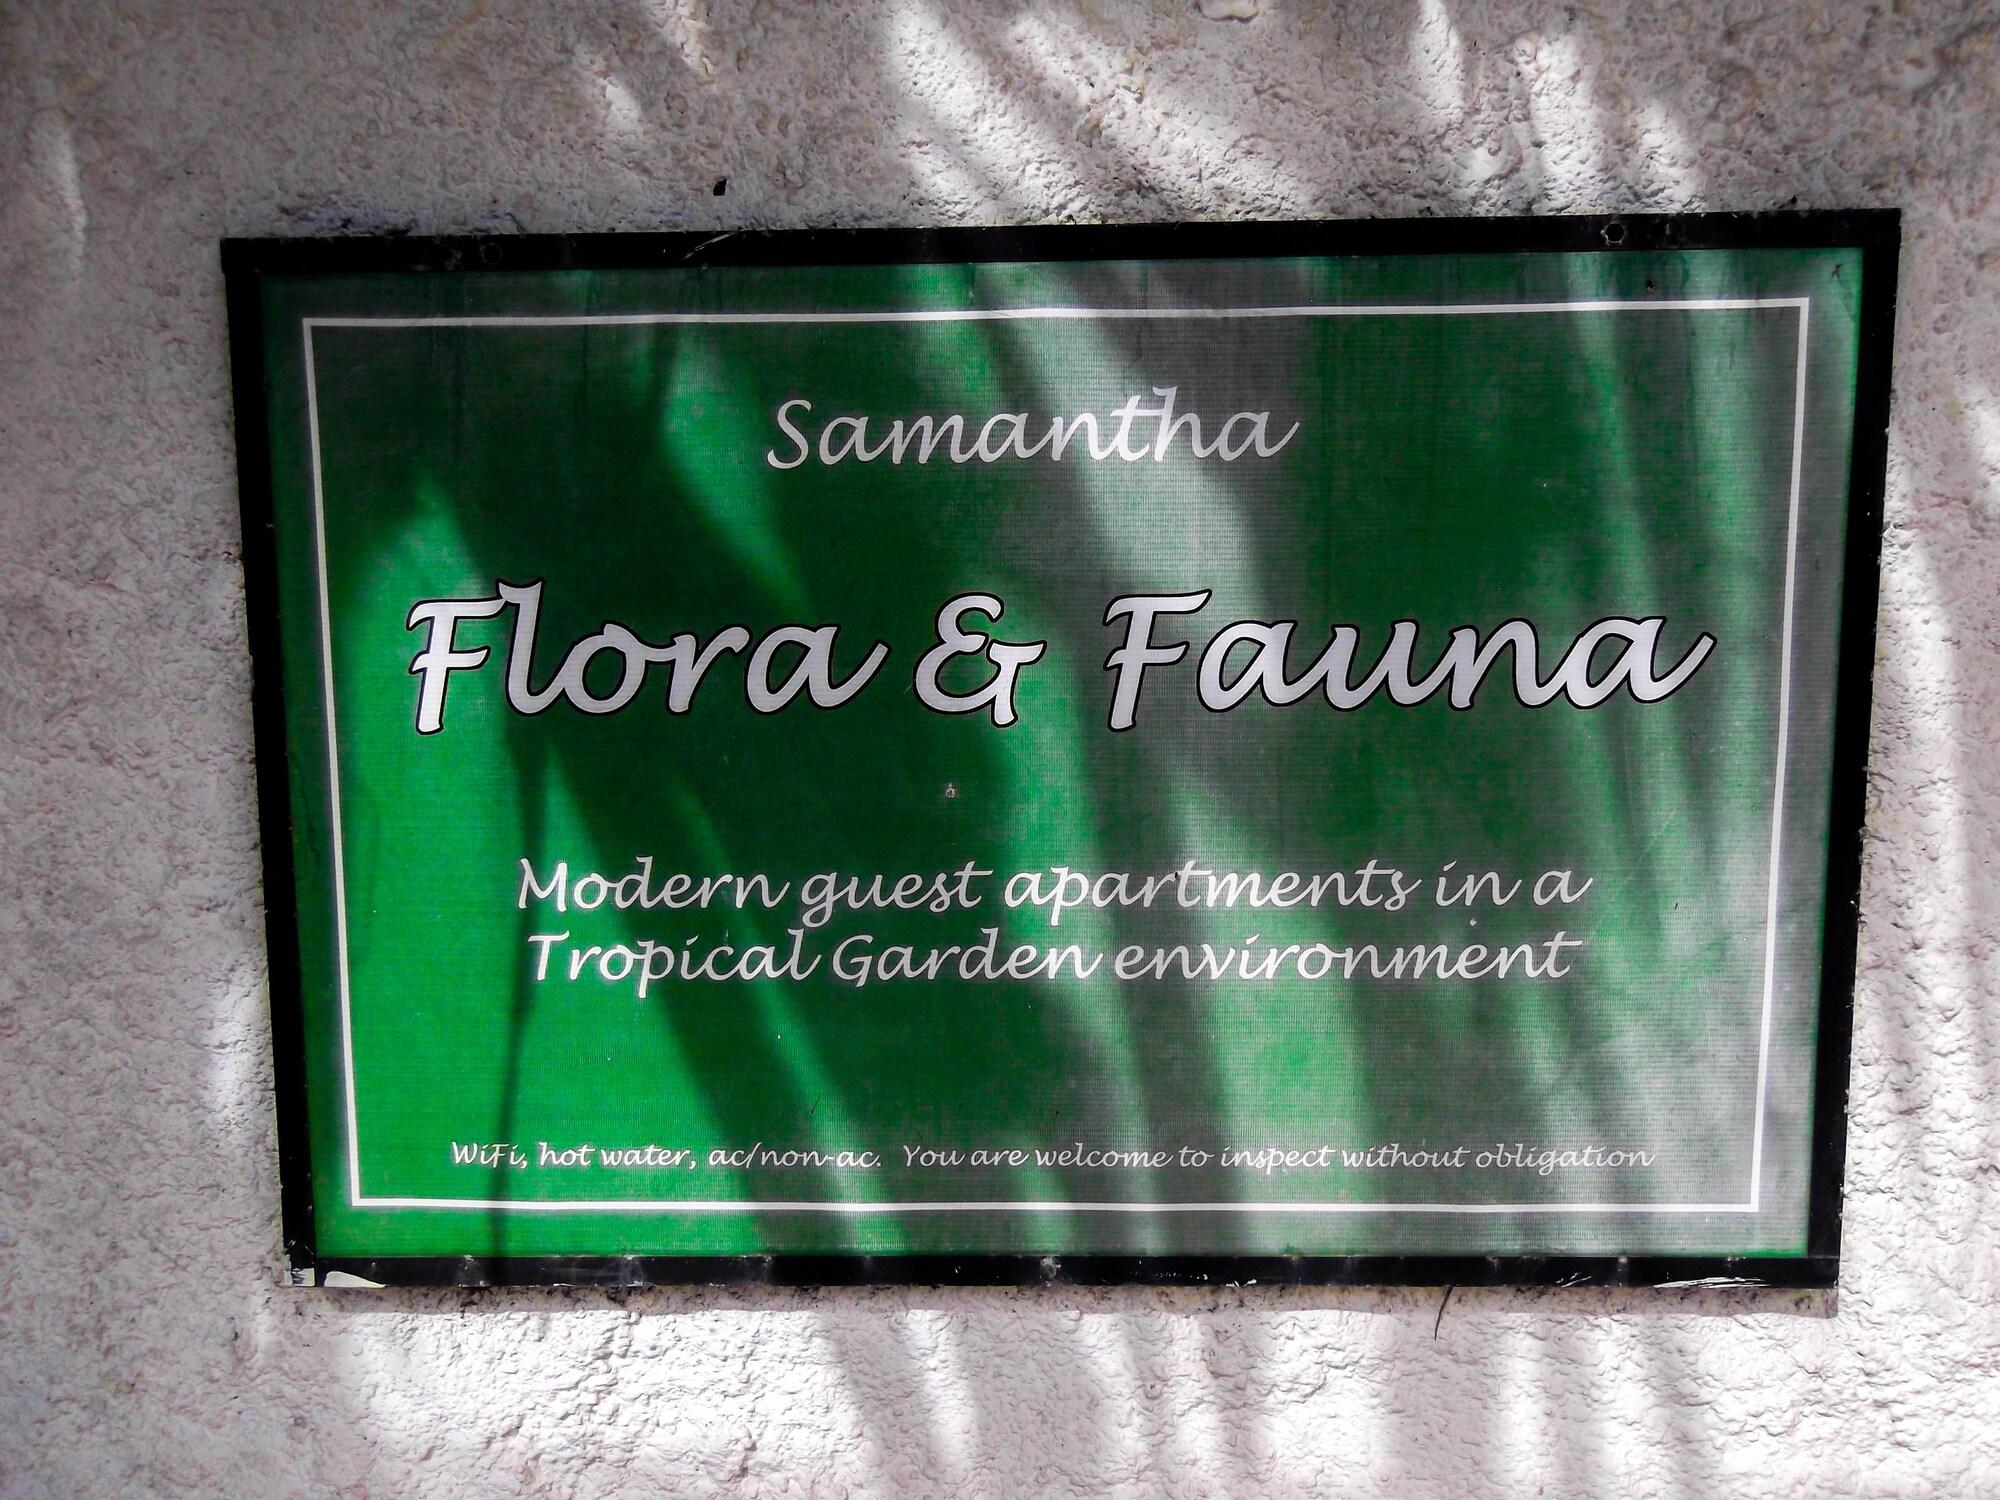 Samantha
Flora & Fauna
Modern guest apartments in a
Tropical Garden environment
WiFi, hot water, ac/non-ac. You are welcome to inspect without obligation